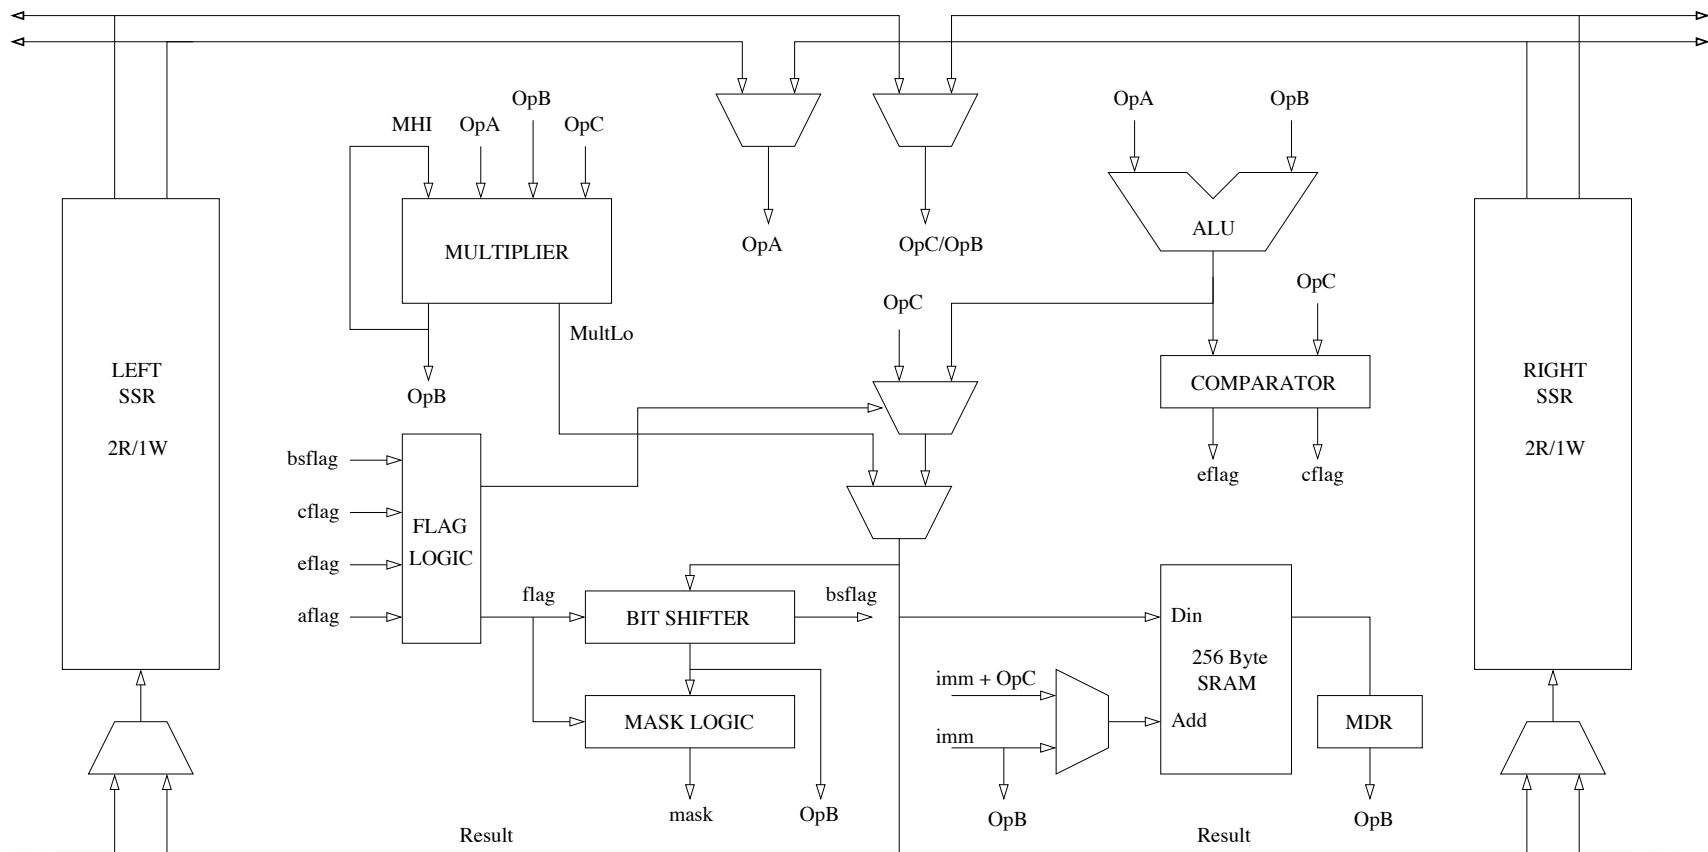 OpB
OpA
OpB
MHI
OpA
OpC
ALU
OpA
OpC/OpB
MULTIPLIER
OpC
OpC
MultLo
LEFT
SSR
2R/1W
OpB
COMPARATOR
RIGHT
SSR
2R/1W
bsflag
cflag
eflag
aflag
FLAG
LOGIC
eflag
cflag
flag
BIT SHIFTER
bsflag
Din
256 Byte
SRAM
Add
imm + OpC
imm
MASK LOGIC
MDR
mask
OpB
OpB
OpB
Result
Result